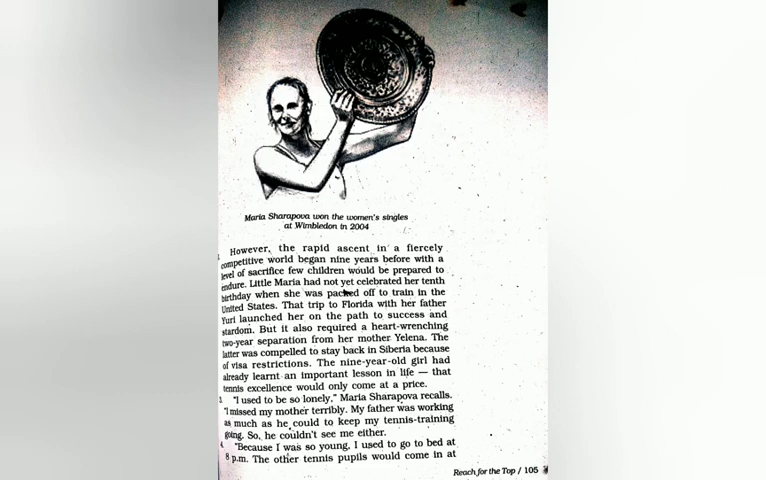 Maria Sharapova won the women's singles
at Wimbledon in 2004
However, the rapid ascent in a fiercely
competitive world began nine years before with a
level of sacrifice few children would be prepared to
endure. Little Maria had not yet celebrated her tenth
birthday when she was packed off to train in the
United States. That trip to Florida with her father
Yuri launched her on the path to success and
stardom. But it also required a heart-wrenching
two-year separation from her mother Yelena. The
latter was compelled to stay back in Siberia because
of visa restrictions. The nine-year-old girl had
already learnt an important lesson in life — that
tennis excellence would only come at a price.
3. "I used to be so lonely," Maria Sharapova recalls.
"I missed my mother terribly. My father was working
as much as he could to keep my tennis-training
going. So, he couldn't see me either.
4. "Because I was so young, I used to go to bed at
8 p.m. The other tennis pupils would come in at
Reach for the Top / 105